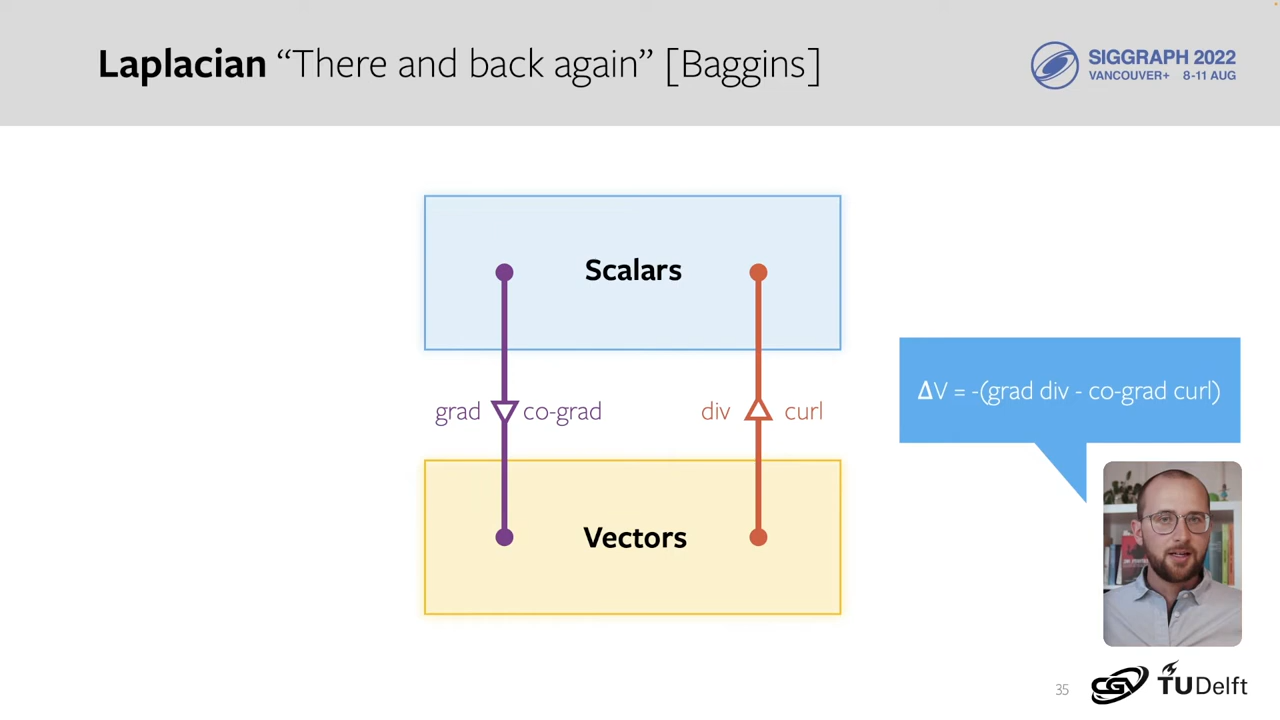 Laplacian “There and back again” [Baggins]
SIGGRAPH 2022
VANCOUVER+ 8-11 AUG
Scalars
grad co-grad
div curl
ΔV = -(grad div - co-grad curl)
Vectors
35
CGV
TUDelft